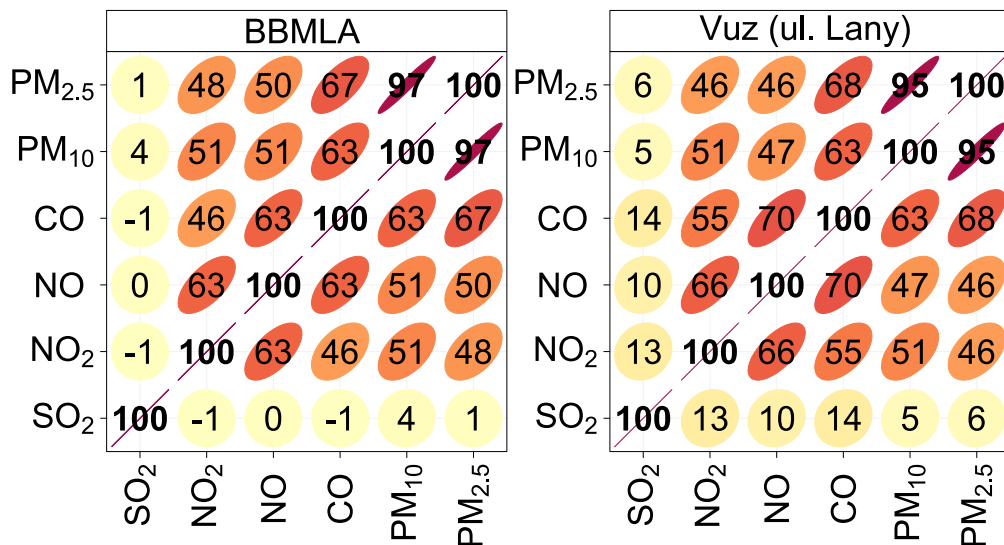 BBMLA Vuz (ul. Lany)
PM₂.₅ 1 48 50 67 97 100 PM₂.₅ 6 46 46 68 95 100
PM₁₀ 4 51 51 63 100 97 PM₁₀ 5 51 47 63 100 95
CO -1 46 63 100 63 67 CO 14 55 70 100 63 68
NO 0 63 100 63 51 50 NO 10 66 100 70 47 46
NO₂ -1 100 63 46 51 48 NO₂ 13 100 66 55 51 46
SO₂ 100 -1 0 -1 4 1 SO₂ 100 13 10 14 5 6
SO₂ NO₂ NO CO PM₁₀ PM₂.₅ SO₂ NO₂ NO CO PM₁₀ PM₂.₅